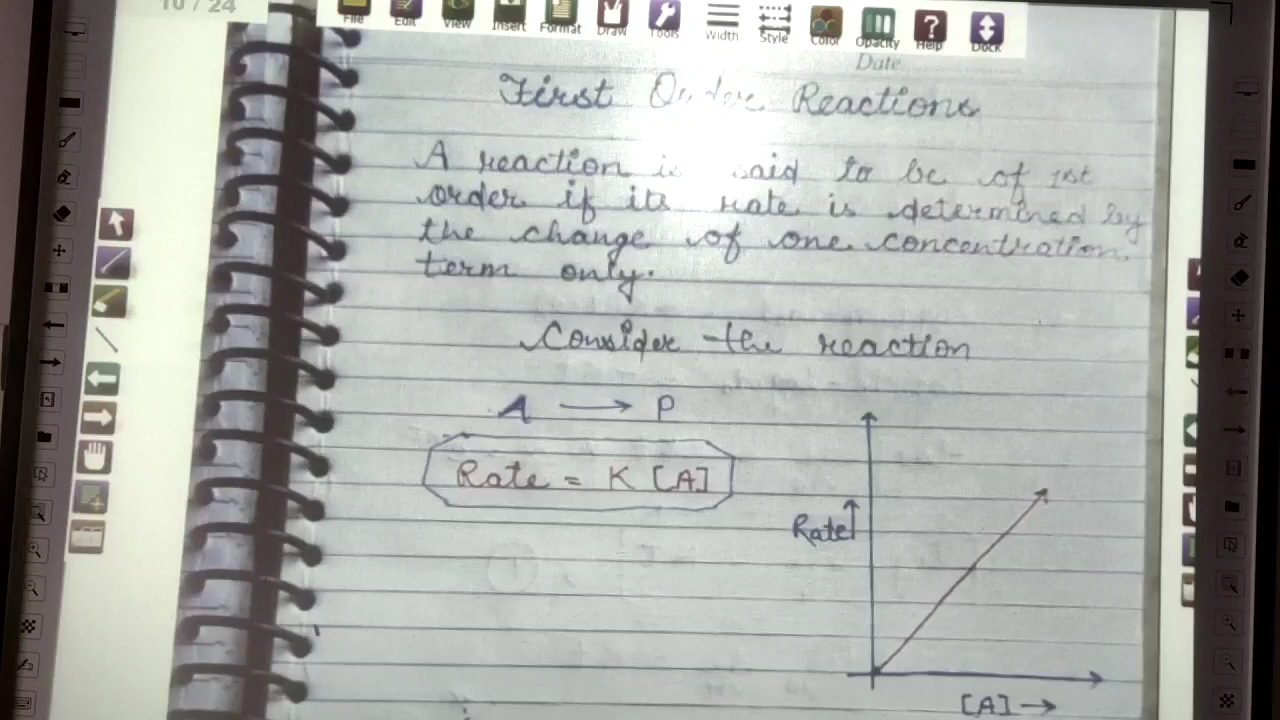 10 / 24
File Edit View Insert Format Draw Tools Width Style Color Opacity Help Dock
Date
First Order Reactions
A reaction is said to be of 1st
order if its rate is determined by
the change of one concentration
term only.
Consider the reaction
A → P
Rate = K [A]
Rate↑
[A] →